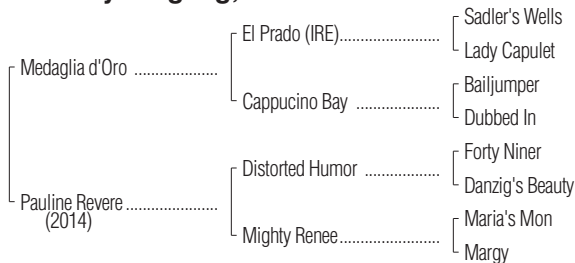 Sadler's Wells
El Prado (IRE)....................
Lady Capulet
Medaglia d'Oro .....................
Bailjumper
Cappucino Bay .....................
Dubbed In
Forty Niner
Distorted Humor ...................
Danzig's Beauty
Pauline Revere.......................
(2014)
Maria's Mon
Mighty Renee.........................
Margy